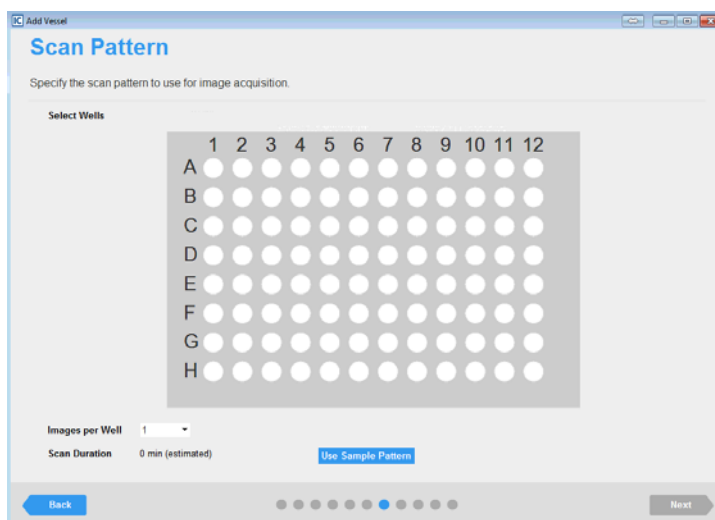 IC Add Vessel
Scan Pattern
Specify the scan pattern to use for image acquisition.
Select Wells
1 2 3 4 5 6 7 8 9 10 11 12
A
B
C
D
E
F
G
H
Images per Well 1
Scan Duration 0 min (estimated)
Use Sample Pattern
Back Next